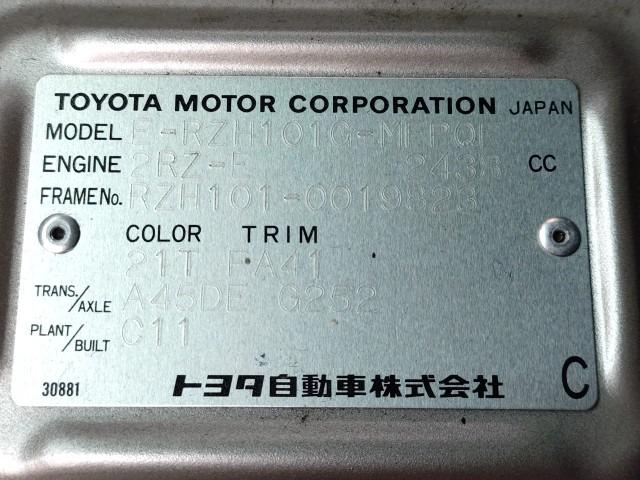 TOYOTA MOTOR CORPORATION JAPAN
MODEL E-RZH101G-MEPQE
ENGINE 2RZ-E 2438 CC
FRAME No. RZH101-0019823
COLOR TRIM
21T FA41
TRANS./AXLE A45DE G252
PLANT/BUILT C11
30881 トヨタ自動車株式会社 C